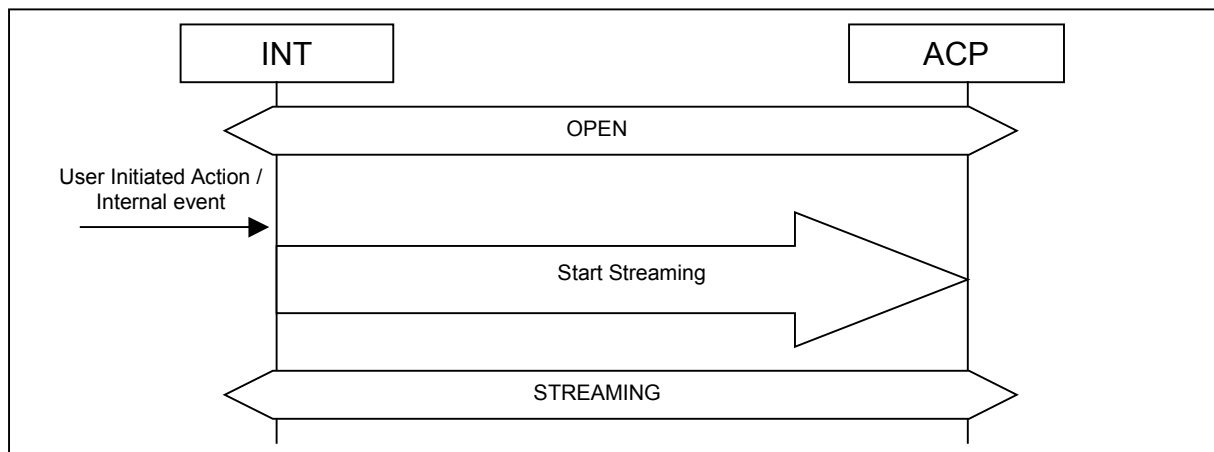 INT
ACP
OPEN
User Initiated Action /
Internal event
Start Streaming
STREAMING